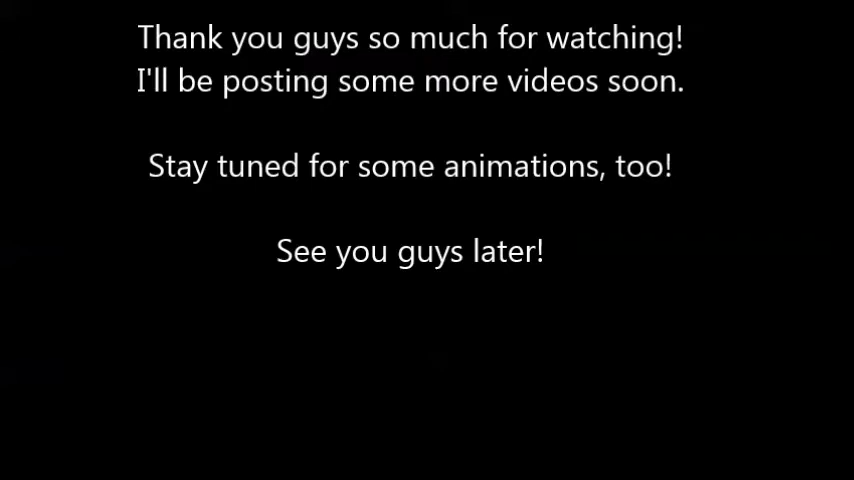 Thank you guys so much for watching!
I'll be posting some more videos soon.
Stay tuned for some animations, too!
See you guys later!